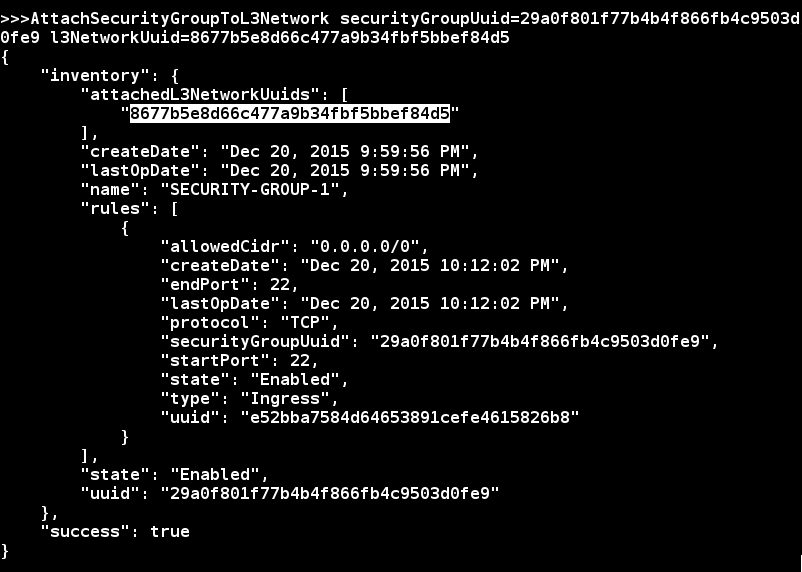 >>>AttachSecurityGroupToL3Network securityGroupUuid=29a0f801f77b4b4f866fb4c9503d
0fe9 l3NetworkUuid=8677b5e8d66c477a9b34fbf5bbef84d5
{
    "inventory": {
        "attachedL3NetworkUuids": [
            "8677b5e8d66c477a9b34fbf5bbef84d5"
        ],
        "createDate": "Dec 20, 2015 9:59:56 PM",
        "lastOpDate": "Dec 20, 2015 9:59:56 PM",
        "name": "SECURITY-GROUP-1",
        "rules": [
            {
                "allowedCidr": "0.0.0.0/0",
                "createDate": "Dec 20, 2015 10:12:02 PM",
                "endPort": 22,
                "lastOpDate": "Dec 20, 2015 10:12:02 PM",
                "protocol": "TCP",
                "securityGroupUuid": "29a0f801f77b4b4f866fb4c9503d0fe9",
                "startPort": 22,
                "state": "Enabled",
                "type": "Ingress",
                "uuid": "e52bba7584d64653891cefe4615826b8"
            }
        ],
        "state": "Enabled",
        "uuid": "29a0f801f77b4b4f866fb4c9503d0fe9"
    },
    "success": true
}